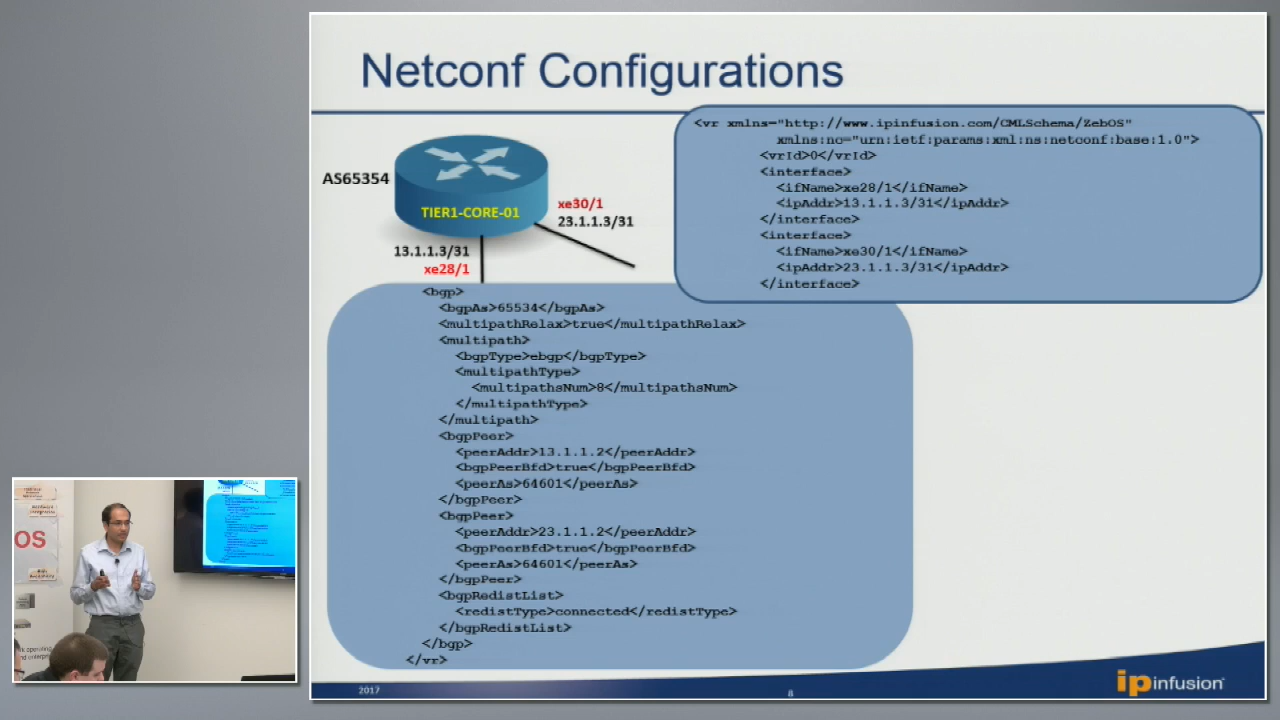 Netconf Configurations
<vr xmlns="http://www.ipinfusion.com/CMLSchema/ZebOS"
xmlns:nc="urn:ietf:params:xml:ns:netconf:base:1.0">
<vrId>0</vrId>
<interface>
<ifName>xe28/1</ifName>
<ipAddr>13.1.1.3/31</ipAddr>
</interface>
<interface>
<ifName>xe30/1</ifName>
<ipAddr>23.1.1.3/31</ipAddr>
</interface>
AS65354
TIER1-CORE-01
xe30/1
23.1.1.3/31
13.1.1.3/31
xe28/1
<bgp>
<bgpAs>65534</bgpAs>
<multipathRelax>true</multipathRelax>
<multipath>
<bgpType>ebgp</bgpType>
<multipathType>
<multipathsNum>8</multipathsNum>
</multipathType>
</multipath>
<bgpPeer>
<peerAddr>13.1.1.2</peerAddr>
<bgpPeerBfd>true</bgpPeerBfd>
<peerAs>64601</peerAs>
</bgpPeer>
<bgpPeer>
<peerAddr>23.1.1.2</peerAddr>
<bgpPeerBfd>true</bgpPeerBfd>
<peerAs>64601</peerAs>
</bgpPeer>
<bgpRedistList>
<redistType>connected</redistType>
</bgpRedistList>
</bgp>
</vr>
OS
2017
8
ipinfusion